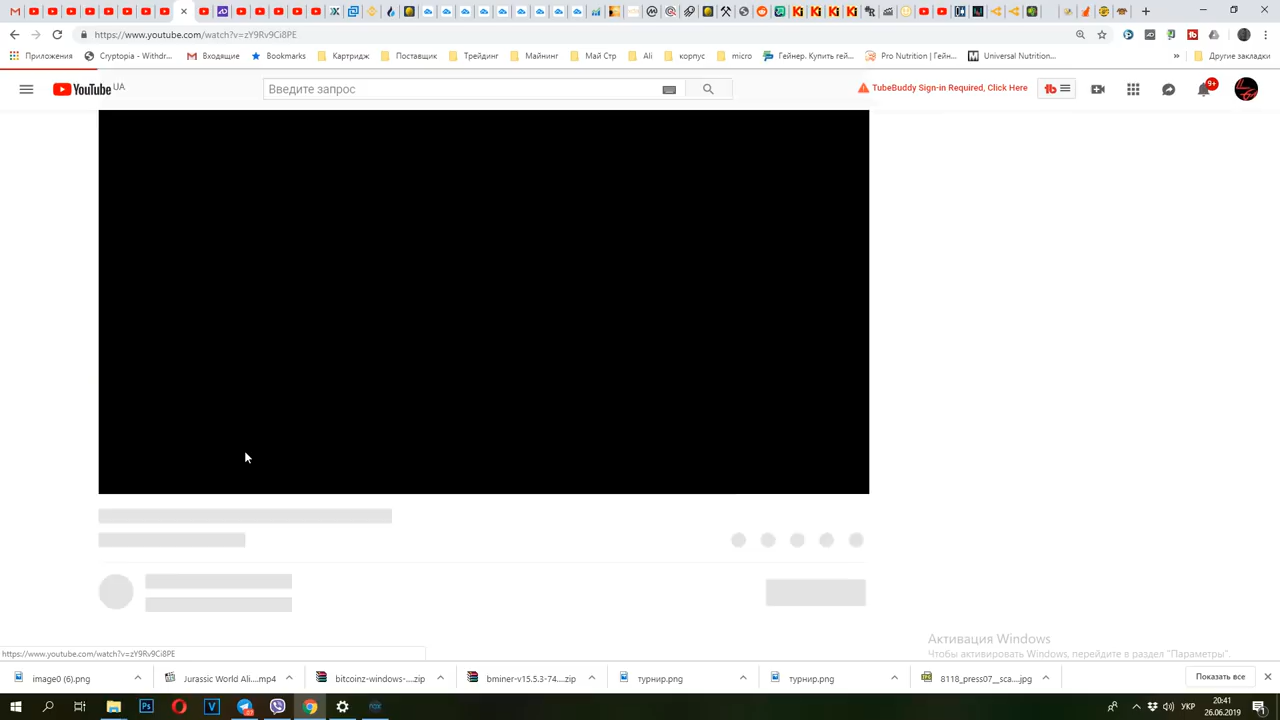 https://www.youtube.com/watch?v=zY9Rv9Ci8PE
Приложения
Cryptopia - Withdr...
Входящие
Bookmarks
Картридж
Поставщик
Трейдинг
Майнинг
Май Стр
Ali
корпус
micro
Гейнер. Купить гей...
Pro Nutrition | Гейн...
Universal Nutrition...
»
Другие закладки
YouTube UA
Введите запрос
TubeBuddy Sign-in Required, Click Here
tb
9+
Активация Windows
Чтобы активировать Windows, перейдите в раздел "Параметры".
https://www.youtube.com/watch?v=zY9Rv9Ci8PE
image0 (6).png
Jurassic World Ali....mp4
bitcoinz-windows-....zip
bminer-v15.5.3-74....zip
турнир.png
турнир.png
8118_press07__sca....jpg
Показать все
УКР
20:41
26.06.2019